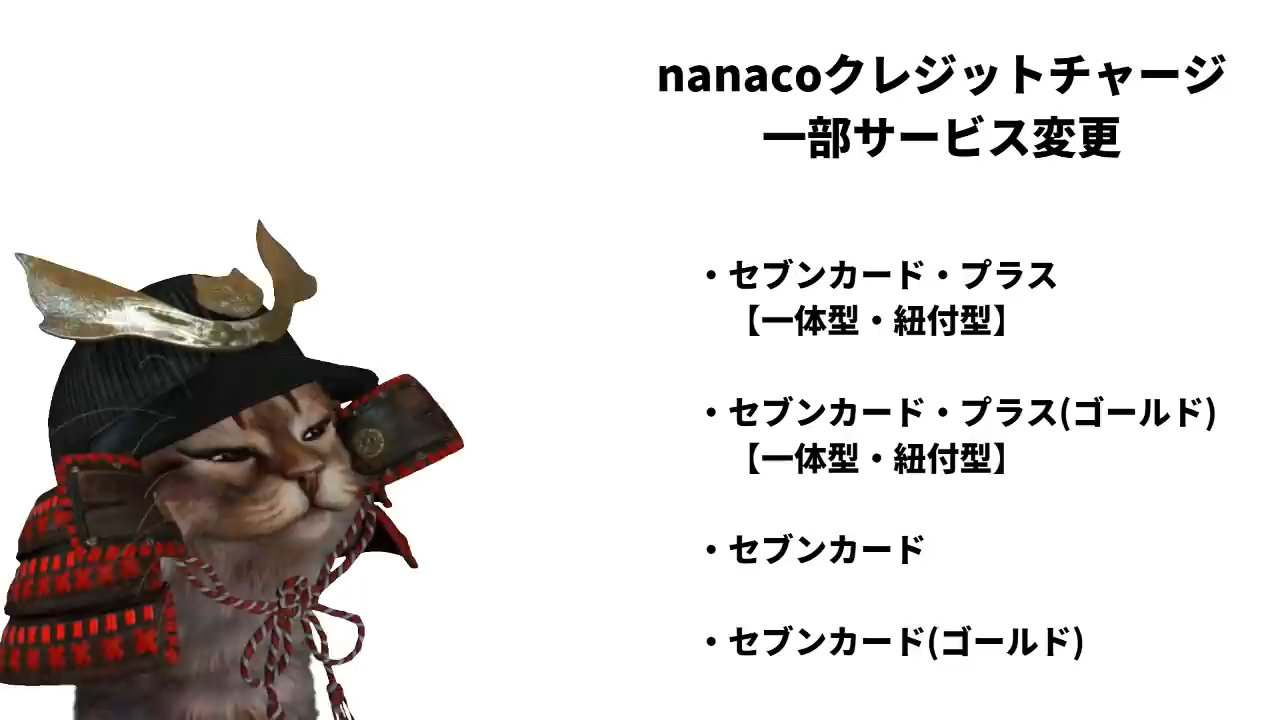 nanacoクレジットチャージ
一部サービス変更
・セブンカード・プラス
【一体型・紐付型】
・セブンカード・プラス(ゴールド)
【一体型・紐付型】
・セブンカード
・セブンカード(ゴールド)